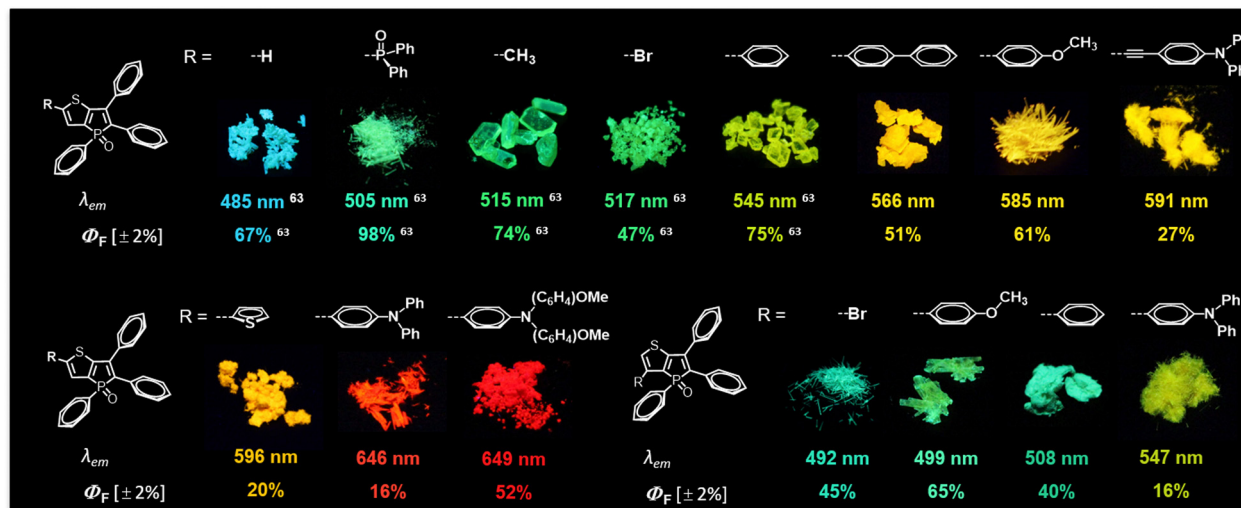 R = --H
O
--P Ph
Ph
--CH3
--Br
O CH3
N Ph
Ph
R S
P O
λem 485 nm 63 505 nm 63 515 nm 63 517 nm 63 545 nm 63 566 nm 585 nm 591 nm
ΦF [±2%] 67% 63 98% 63 74% 63 47% 63 75% 63 51% 61% 27%
R = S
N Ph
Ph
(C6H4)OMe
N
(C6H4)OMe
R S
P O
λem 596 nm 646 nm 649 nm
ΦF [±2%] 20% 16% 52%
R = --Br
O CH3
N Ph
Ph
S
R P O
λem 492 nm 499 nm 508 nm 547 nm
ΦF [±2%] 45% 65% 40% 16%